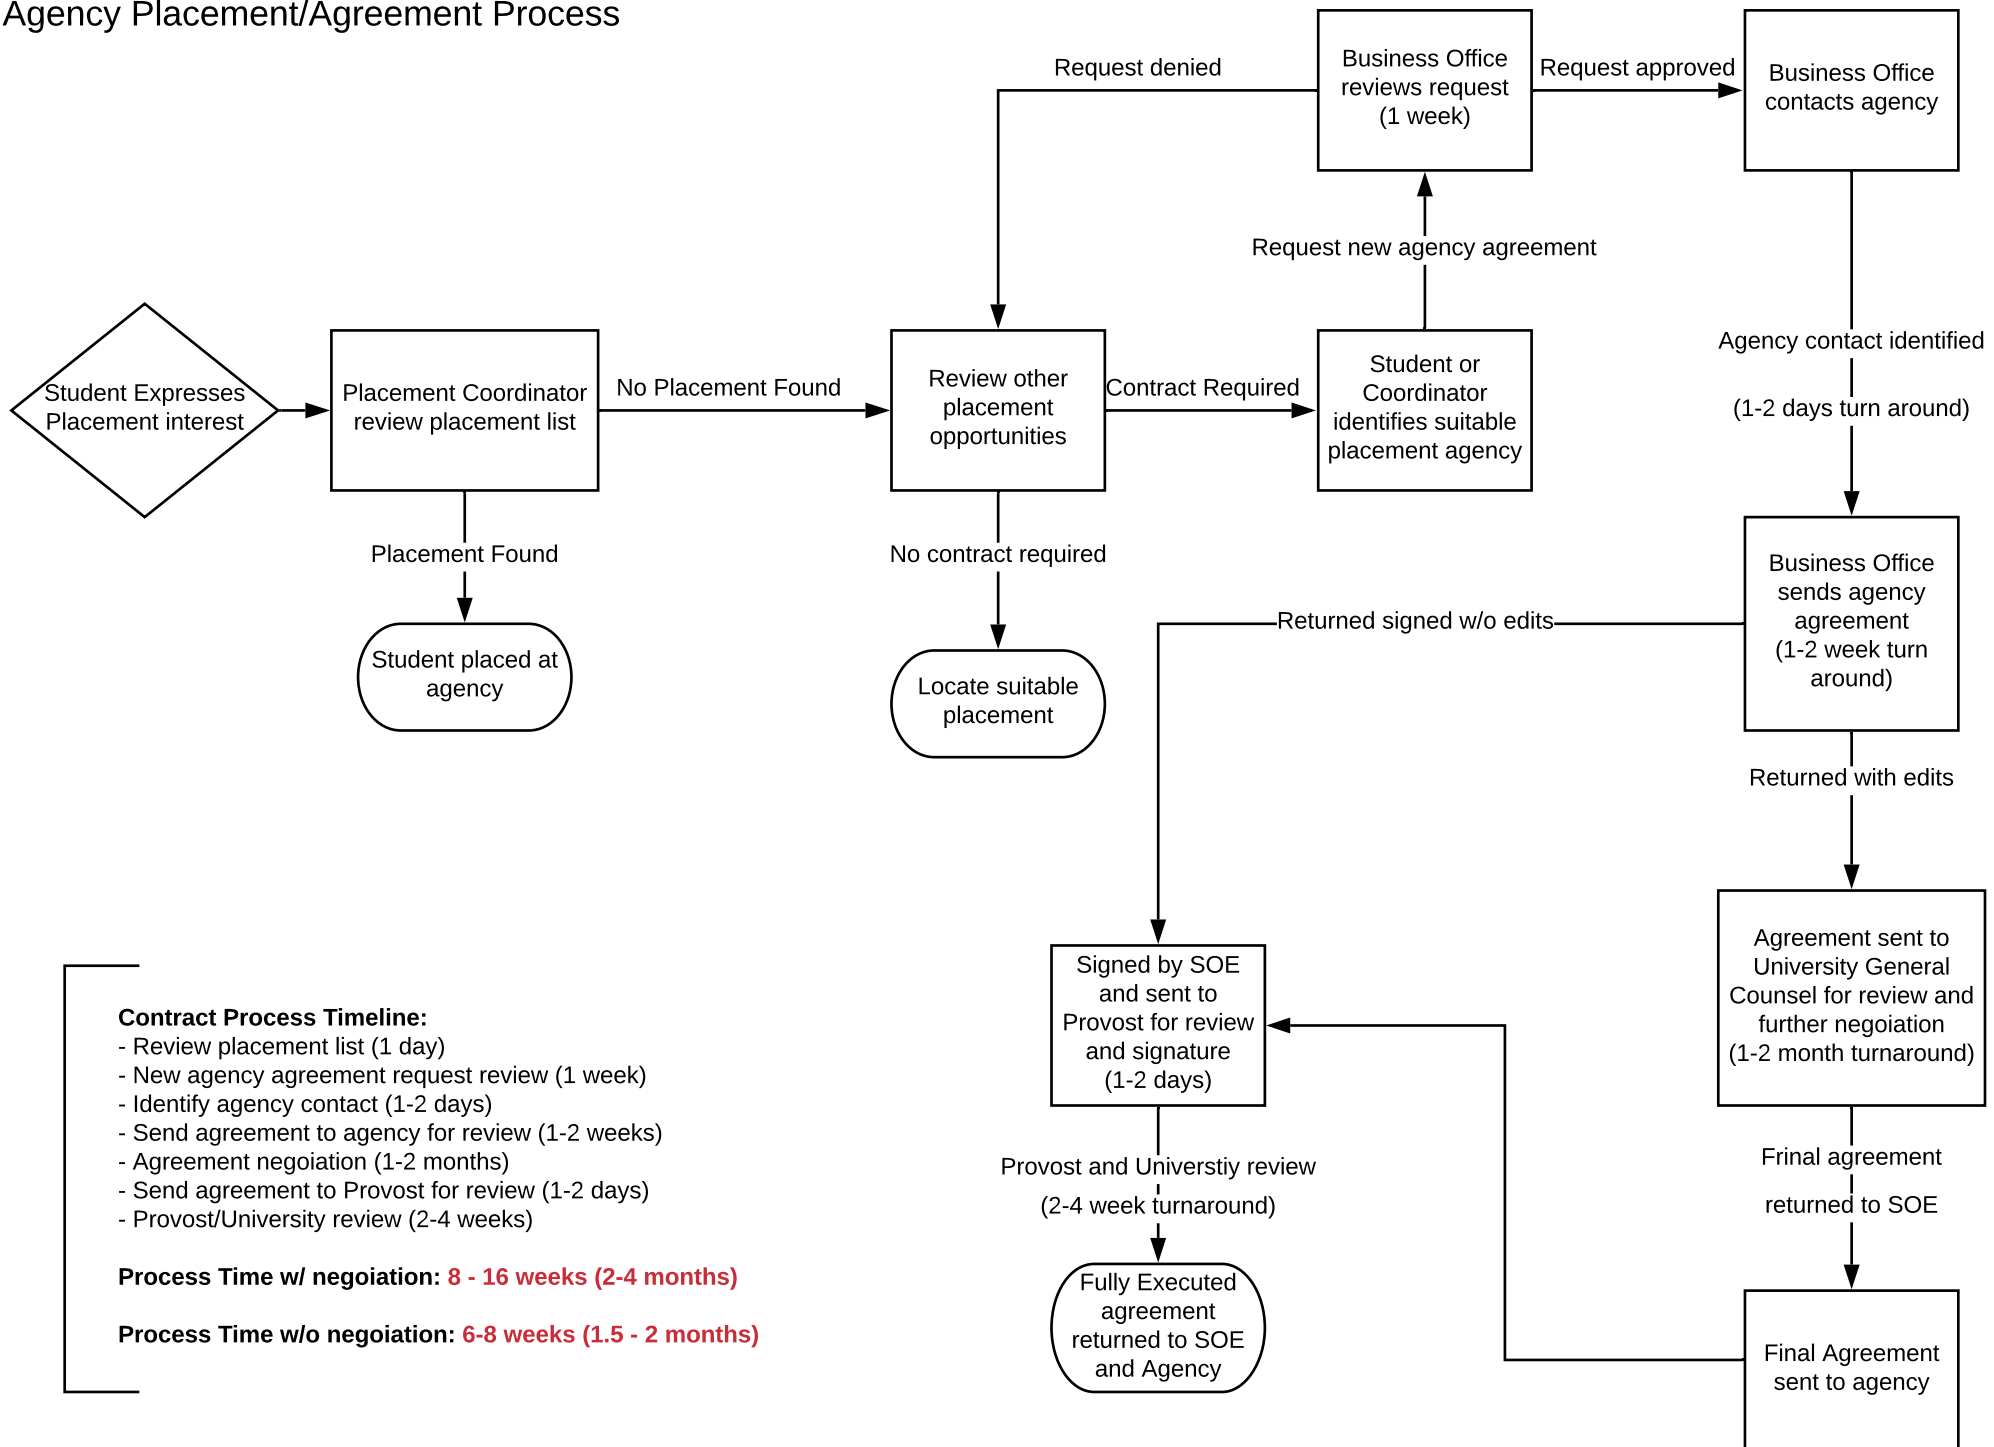 Agency Placement/Agreement Process
Request denied
Business Office
reviews request
(1 week)
Request approved
Business Office
contacts agency
Request new agency agreement
Agency contact identified
(1-2 days turn around)
Student Expresses
Placement interest
Placement Coordinator
review placement list
No Placement Found
Review other
placement
opportunities
Contract Required
Student or
Coordinator
identifies suitable
placement agency
Placement Found
No contract required
Student placed at
agency
Locate suitable
placement
Business Office
sends agency
agreement
(1-2 week turn
around)
Returned signed w/o edits
Returned with edits
Signed by SOE
and sent to
Provost for review
and signature
(1-2 days)
Agreement sent to
University General
Counsel for review and
further negoiation
(1-2 month turnaround)
Provost and Universtiy review
(2-4 week turnaround)
Frinal agreement
returned to SOE
Fully Executed
agreement
returned to SOE
and Agency
Final Agreement
sent to agency
Contract Process Timeline:
- Review placement list (1 day)
- New agency agreement request review (1 week)
- Identify agency contact (1-2 days)
- Send agreement to agency for review (1-2 weeks)
- Agreement negoiation (1-2 months)
- Send agreement to Provost for review (1-2 days)
- Provost/University review (2-4 weeks)
Process Time w/ negoiation: 8 - 16 weeks (2-4 months)
Process Time w/o negoiation: 6-8 weeks (1.5 - 2 months)